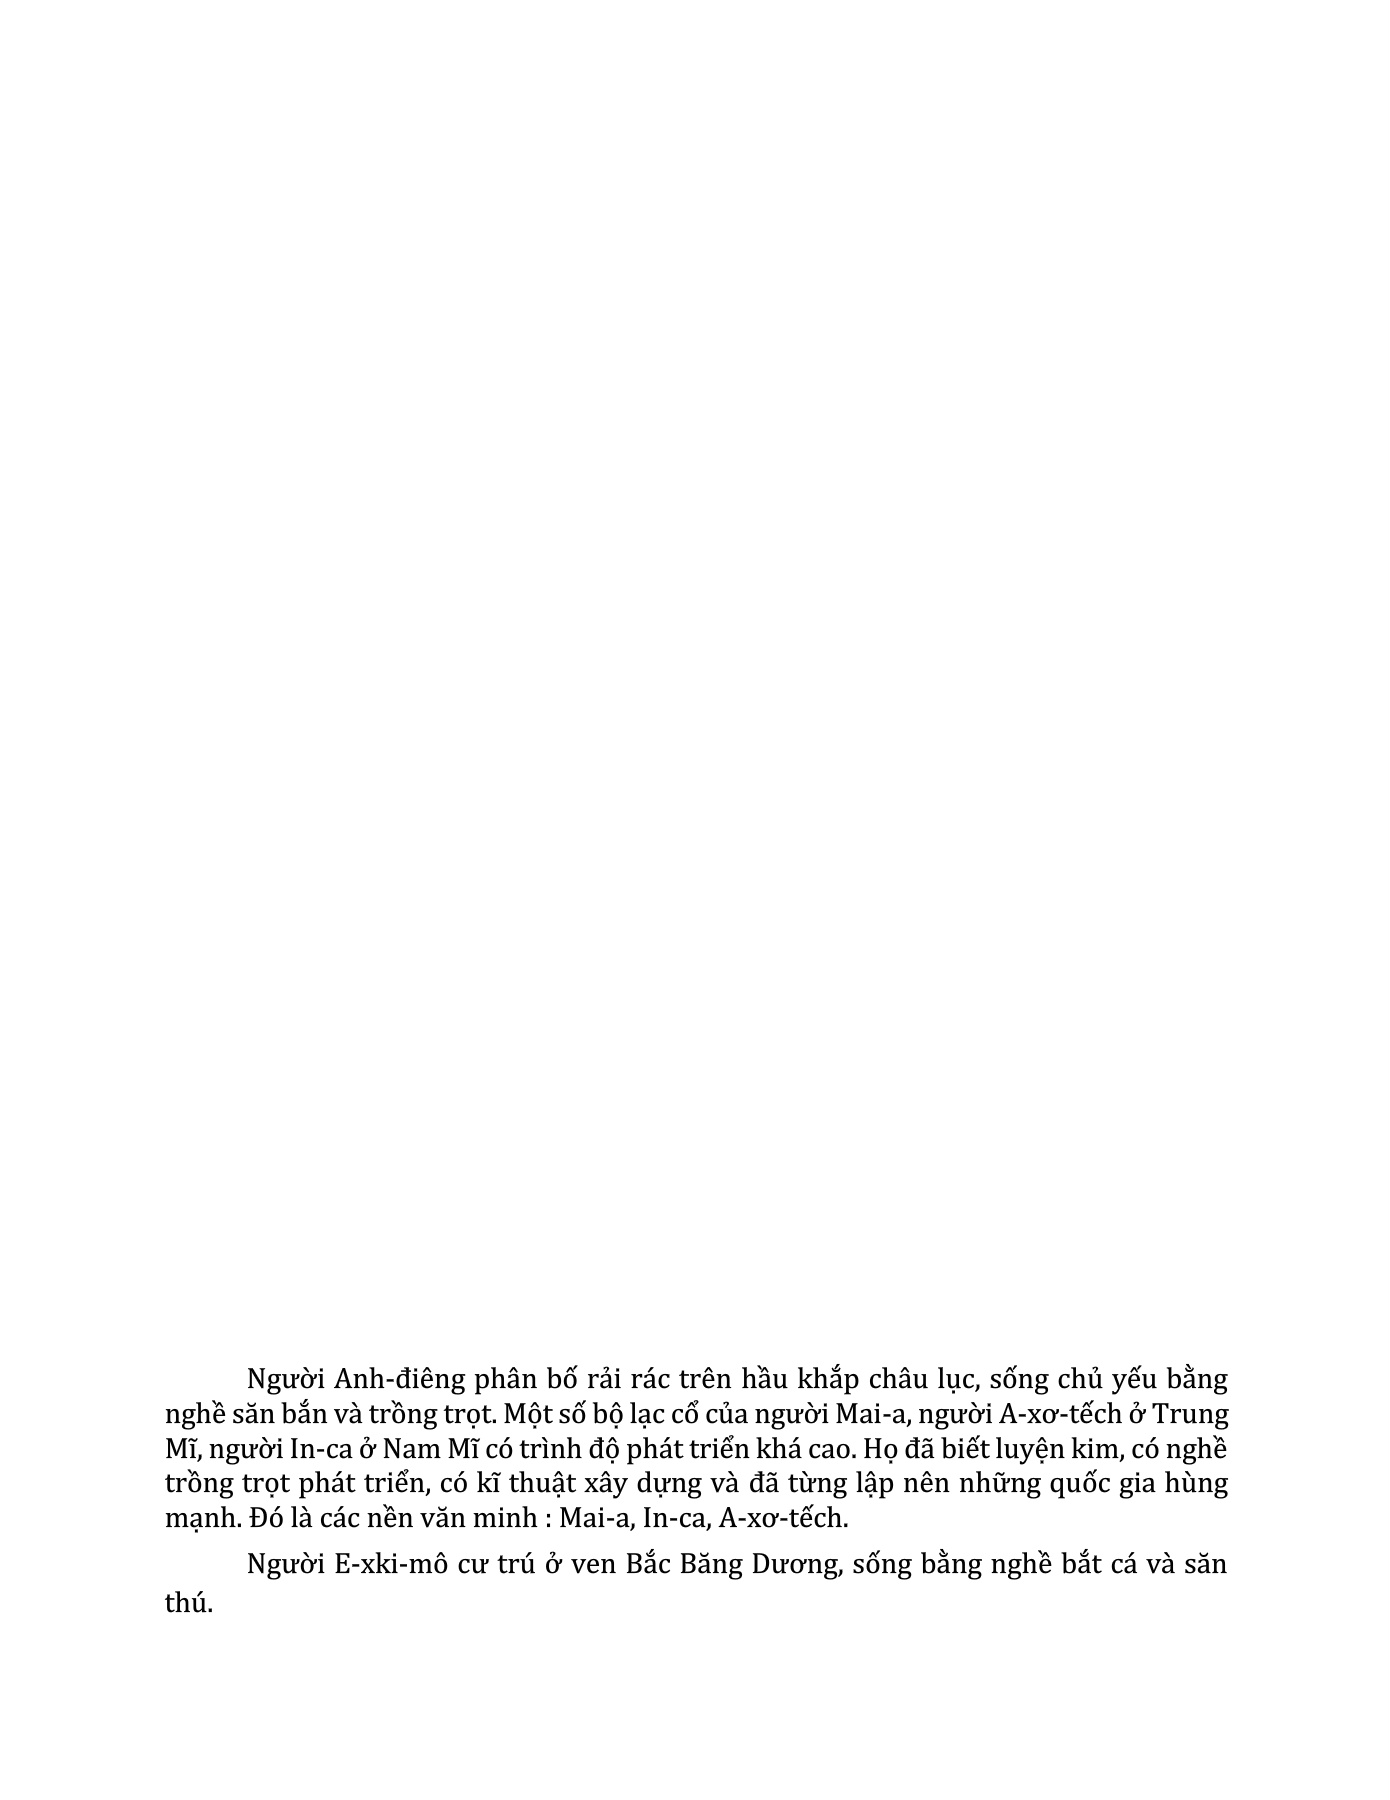 Người Anh-điêng phân bố rải rác trên hầu khắp châu lục, sống chủ yếu bằng
nghề săn bắn và trồng trọt. Một số bộ lạc cổ của người Mai-a, người A-xơ-tếch ở Trung
Mĩ, người In-ca ở Nam Mĩ có trình độ phát triển khá cao. Họ đã biết luyện kim, có nghề
trồng trọt phát triển, có kĩ thuật xây dựng và đã từng lập nên những quốc gia hùng
mạnh. Đó là các nền văn minh : Mai-a, In-ca, A-xơ-tếch.
Người E-xki-mô cư trú ở ven Bắc Băng Dương, sống bằng nghề bắt cá và săn
thú.